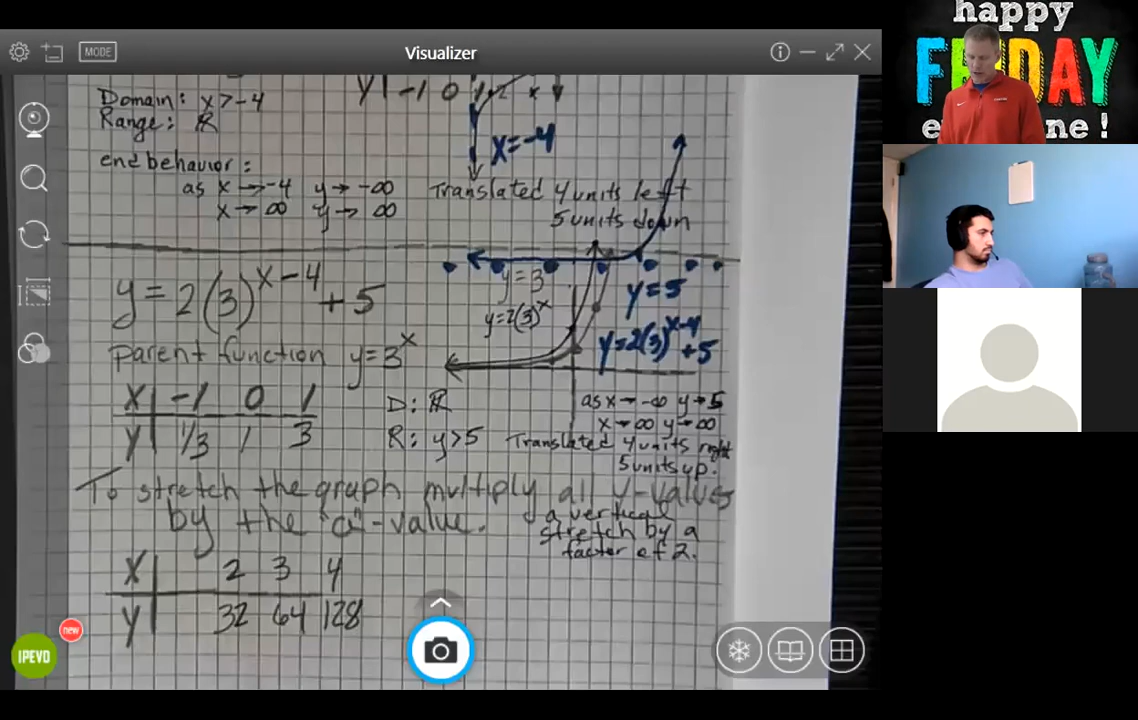 MODE
Visualizer
Domain: x>-4
Range: ℝ
end behavior:
as x→-4 y→-∞
x→∞ y→∞
Y | -1 0
x=-4
Translated 4 units left
5 units down
y=2(3)^x-4 +5
parent function y=3^x
X | -1 0 1
Y | 1/3 1 3
D: ℝ
R: y>5
y=3
y=2(3)^x
y=5
y=2(3)^x-4 +5
as x→-∞ y→5
x→∞ y→∞
Translated 4 units right
5 units up.
To stretch the graph multiply all y-values
by the "a"-value.
a vertical
stretch by a
factor of 2.
X | 2 3 4
Y | 32 64 128
new
IPEVO
happy
FRIDAY
ne!